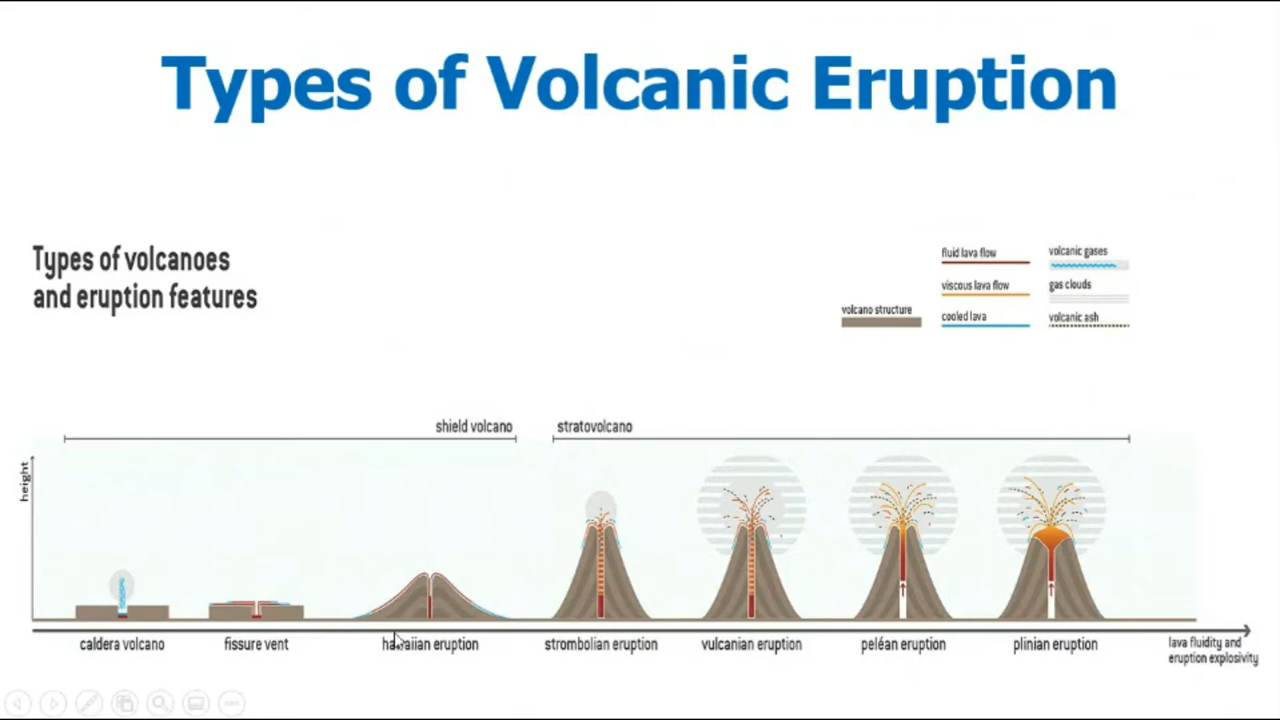 Types of Volcanic Eruption
Types of volcanoes
and eruption features
fluid lava flow
volcanic gases
viscous lava flow
gas clouds
volcano structure
cooled lava
volcanic ash
shield volcano
stratovolcano
height
caldera volcano
fissure vent
hawaiian eruption
strombolian eruption
vulcanian eruption
peléan eruption
plinian eruption
lava fluidity and
eruption explosivity